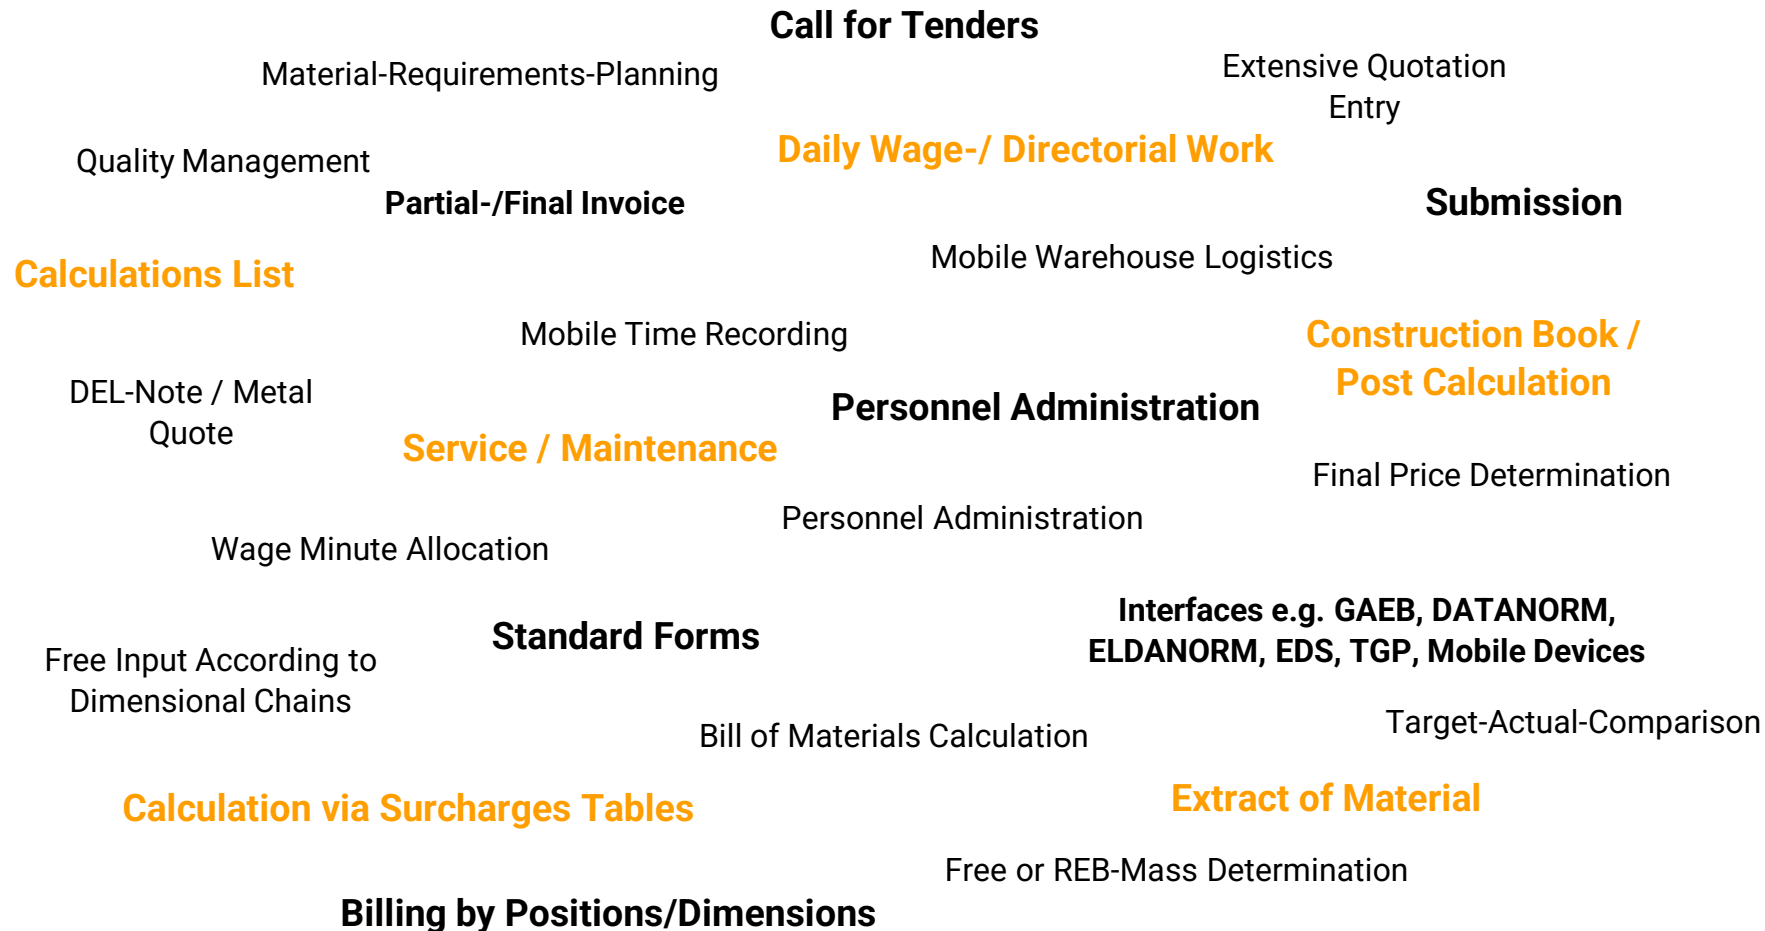 Call for Tenders
Material-Requirements-Planning
Extensive Quotation
Entry
Daily Wage-/ Directorial Work
Quality Management
Partial-/Final Invoice
Submission
Mobile Warehouse Logistics
Calculations List
Mobile Time Recording
Construction Book /
Post Calculation
DEL-Note / Metal
Quote
Personnel Administration
Service / Maintenance
Final Price Determination
Personnel Administration
Wage Minute Allocation
Interfaces e.g. GAEB, DATANORM,
ELDANORM, EDS, TGP, Mobile Devices
Standard Forms
Free Input According to
Dimensional Chains
Target-Actual-Comparison
Bill of Materials Calculation
Extract of Material
Calculation via Surcharges Tables
Free or REB-Mass Determination
Billing by Positions/Dimensions